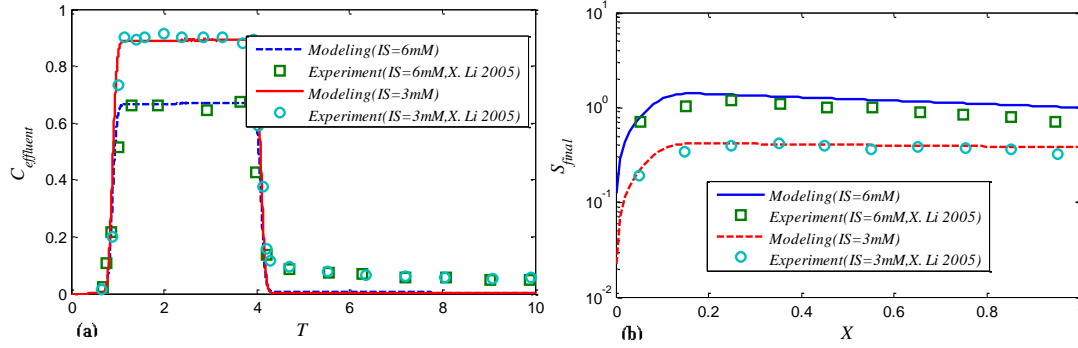 1
0.8
0.6
0.4
0.2
0
C effluent
0 2 4 6 8 10
T
(a)
Modeling(IS=6mM)
Experiment(IS=6mM,X. Li 2005)
Modeling(IS=3mM)
Experiment(IS=3mM,X. Li 2005)
10^1
10^0
10^-1
10^-2
S final
0 0.2 0.4 0.6 0.8
X
(b)
Modeling(IS=6mM)
Experiment(IS=6mM,X. Li 2005)
Modeling(IS=3mM)
Experiment(IS=3mM,X. Li 2005)